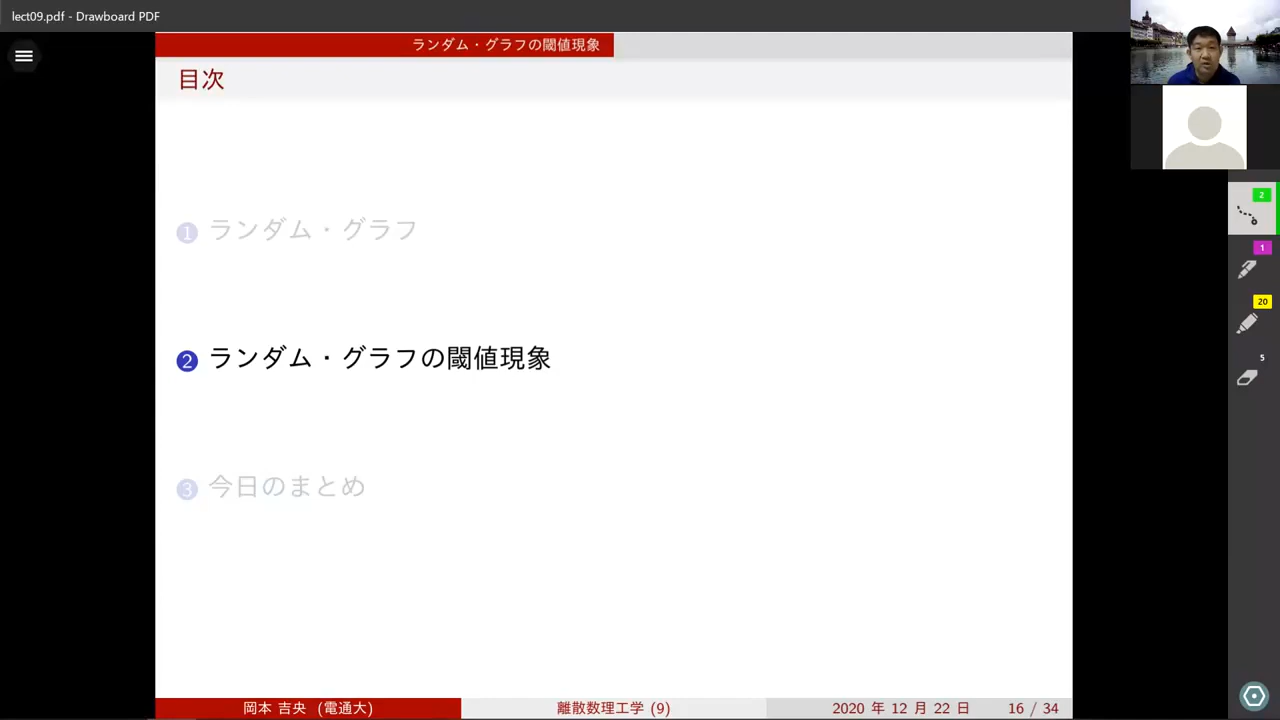 lect09.pdf - Drawboard PDF
ランダム・グラフの閾値現象
目次
1 ランダム・グラフ
2 ランダム・グラフの閾値現象
3 今日のまとめ
2
1
20
5
岡本 吉央 (電通大)
離散数理工学 (9)
2020 年 12 月 22 日
16 / 34